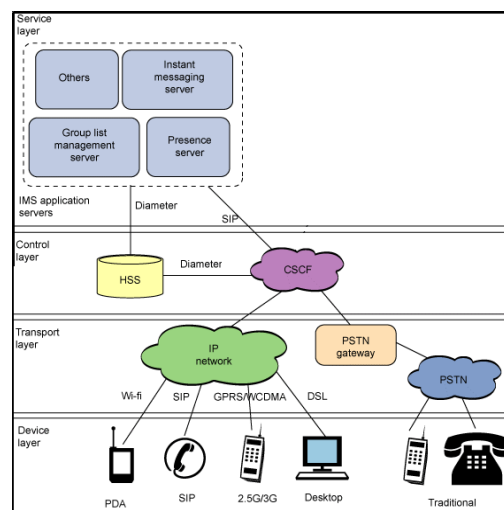 Service
layer
Others
Instant
messaging
server
Group list
management
server
Presence
server
IMS application
servers
Diameter
SIP
Control
layer
HSS
Diameter
CSCF
Transport
layer
IP
network
PSTN
gateway
PSTN
Wi-fi
SIP
GPRS/WCDMA
DSL
Device
layer
PDA
SIP
2.5G/3G
Desktop
Traditional